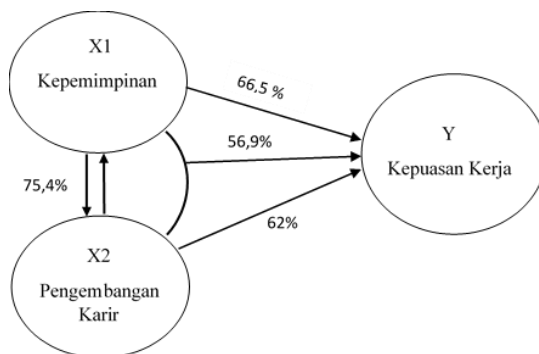 X1
Kepemimpinan
66,5 %
56,9%
Y
Kepuasan Kerja
75,4%
62%
X2
Pengembangan
Karir